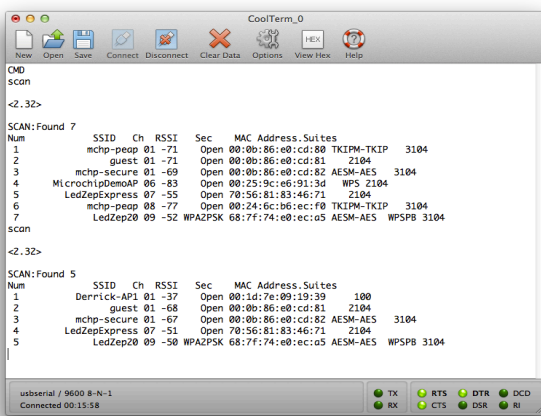 CoolTerm_0
New Open Save Connect Disconnect Clear Data Options HEX View Hex Help
CMD
scan
<2.32>
SCAN:Found 7
Num SSID Ch RSSI Sec MAC Address.Suites
1 mchp-peap 01 -71 Open 00:0b:86:e0:cd:80 TKIPM-TKIP 3104
2 guest 01 -71 Open 00:0b:86:e0:cd:81 2104
3 mchp-secure 01 -69 Open 00:0b:86:e0:cd:82 AESM-AES 3104
4 MicrochipDemoAP 06 -83 Open 00:25:9c:e6:91:3d WPS 2104
5 LedZepExpress 07 -55 Open 70:56:81:83:46:71 2104
6 mchp-peap 08 -77 Open 00:24:6c:b6:ec:f0 TKIPM-TKIP 3104
7 LedZep20 09 -52 WPA2PSK 68:7f:74:e0:ec:a5 AESM-AES WPSPB 3104
scan
<2.32>
SCAN:Found 5
Num SSID Ch RSSI Sec MAC Address.Suites
1 Derrick-AP1 01 -37 Open 00:1d:7e:09:19:39 100
2 guest 01 -68 Open 00:0b:86:e0:cd:81 2104
3 mchp-secure 01 -67 Open 00:0b:86:e0:cd:82 AESM-AES 3104
4 LedZepExpress 07 -51 Open 70:56:81:83:46:71 2104
5 LedZep20 09 -50 WPA2PSK 68:7f:74:e0:ec:a5 AESM-AES WPSPB 3104
usbserial / 9600 8-N-1 TX RTS DTR DCD
Connected 00:15:58 RX CTS DSR RI